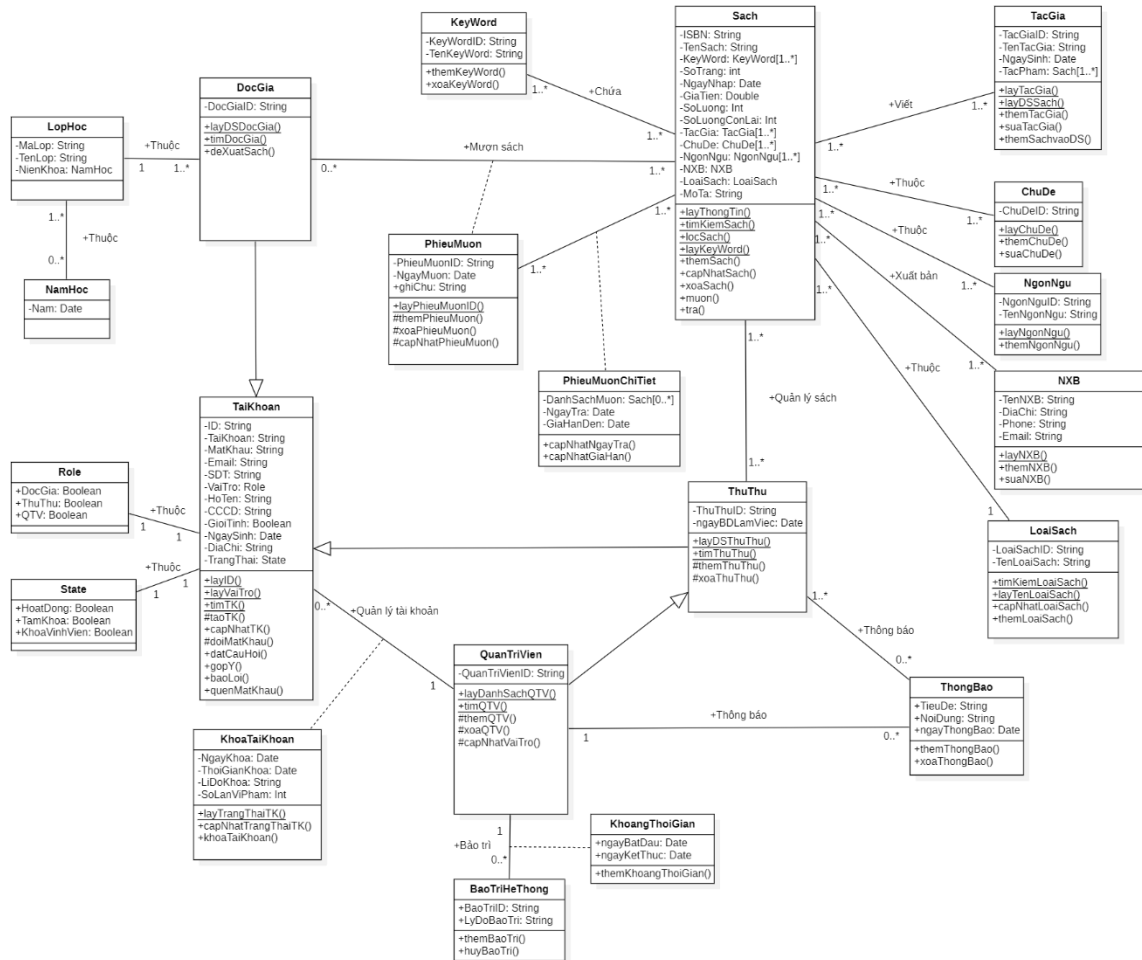 KeyWord
-KeyWordID: String
-TenKeyWord: String
+themKeyWord()
+xoaKeyWord()
1..*
+Chứa
1..*
Sach
-ISBN: String
-TenSach: String
-KeyWord: KeyWord[1..*]
-SoTrang: int
-NgayNhap: Date
-GiaTien: Double
-SoLuong: Int
-SoLuongConLai: Int
-TacGia: TacGia[1..*]
-ChuDe: ChuDe[1..*]
-NgonNgu: NgonNgu[1..*]
-NXB: NXB
-LoaiSach: LoaiSach
-MoTa: String
+layThongTin()
+timKiemSach()
+locSach()
+layKeyWord()
+themSach()
+capNhatSach()
+xoaSach()
+muon()
+tra()
TacGia
-TacGiaID: String
-TenTacGia: String
-NgaySinh: Date
-TacPham: Sach[1..*]
+layTacGia()
+layDSSach()
+themTacGia()
+suaTacGia()
+themSachvaoDS()
+Viết
1..*
1..*
DocGia
-DocGiaID: String
+layDSDocGia()
+timDocGia()
+deXuatSach()
LopHoc
-MaLop: String
-TenLop: String
-NienKhoa: NamHoc
+Thuộc
1
1..*
+Mượn sách
0..*
1..*
1..*
+Thuộc
0..*
NamHoc
-Nam: Date
PhieuMuon
-PhieuMuonID: String
-NgayMuon: Date
+ghiChu: String
+layPhieuMuonID()
#themPhieuMuon()
#xoaPhieuMuon()
#capNhatPhieuMuon()
1..*
1..*
+Thuộc
1..*
1..*
ChuDe
-ChuDeID: String
+layChuDe()
+themChuDe()
+suaChuDe()
+Thuộc
1..*
1..*
NgonNgu
-NgonNguID: String
-TenNgonNgu: String
+layNgonNgu()
+themNgonNgu()
+Xuất bản
1..*
1..*
NXB
-TenNXB: String
-DiaChi: String
-Phone: String
-Email: String
+layNXB()
+themNXB()
+suaNXB()
+Thuộc
1..*
1
LoaiSach
-LoaiSachID: String
-TenLoaiSach: String
+timKiemLoaiSach()
+layTenLoaiSach()
+capNhatLoaiSach()
+themLoaiSach()
PhieuMuonChiTiet
-DanhSachMuon: Sach[0..*]
-NgayTra: Date
-GiaHanDen: Date
+capNhatNgayTra()
+capNhatGiaHan()
1..*
+Quản lý sách
1..*
TaiKhoan
-ID: String
-TaiKhoan: String
-MatKhau: String
-Email: String
-SDT: String
-VaiTro: Role
-HoTen: String
-CCCD: String
-GioiTinh: Boolean
-NgaySinh: Date
-DiaChi: String
-TrangThai: State
+layID()
+layVaiTro()
+timTK()
#taoTK()
+capNhatTK()
#doiMatKhau()
+datCauHoi()
+gopY()
+baoLoi()
+quenMatKhau()
Role
+DocGia: Boolean
+ThuThu: Boolean
+QTV: Boolean
+Thuộc
1
1
State
+HoatDong: Boolean
+TamKhoa: Boolean
+KhoaVinhVien: Boolean
+Thuộc
1
1
ThuThu
-ThuThuID: String
-ngayBDLamViec: Date
+layDSThuThu()
+timThuThu()
#themThuThu()
#xoaThuThu()
0..*
+Quản lý tài khoản
1
QuanTriVien
-QuanTriVienID: String
+layDanhSachQTV()
+timQTV()
#themQTV()
#xoaQTV()
#capNhatVaiTro()
1..*
+Thông báo
0..*
+Thông báo
1
0..*
ThongBao
+TieuDe: String
+NoiDung: String
+ngayThongBao: Date
+themThongBao()
+xoaThongBao()
KhoaTaiKhoan
-NgayKhoa: Date
-ThoiGianKhoa: Date
-LiDoKhoa: String
-SoLanViPham: Int
+layTrangThaiTK()
+capNhatTrangThaiTK()
+khoaTaiKhoan()
1
+Bảo trì
0..*
KhoangThoiGian
+ngayBatDau: Date
+ngayKetThuc: Date
+themKhoangThoiGian()
BaoTriHeThong
+BaoTriID: String
+LyDoBaoTri: String
+themBaoTri()
+huyBaoTri()